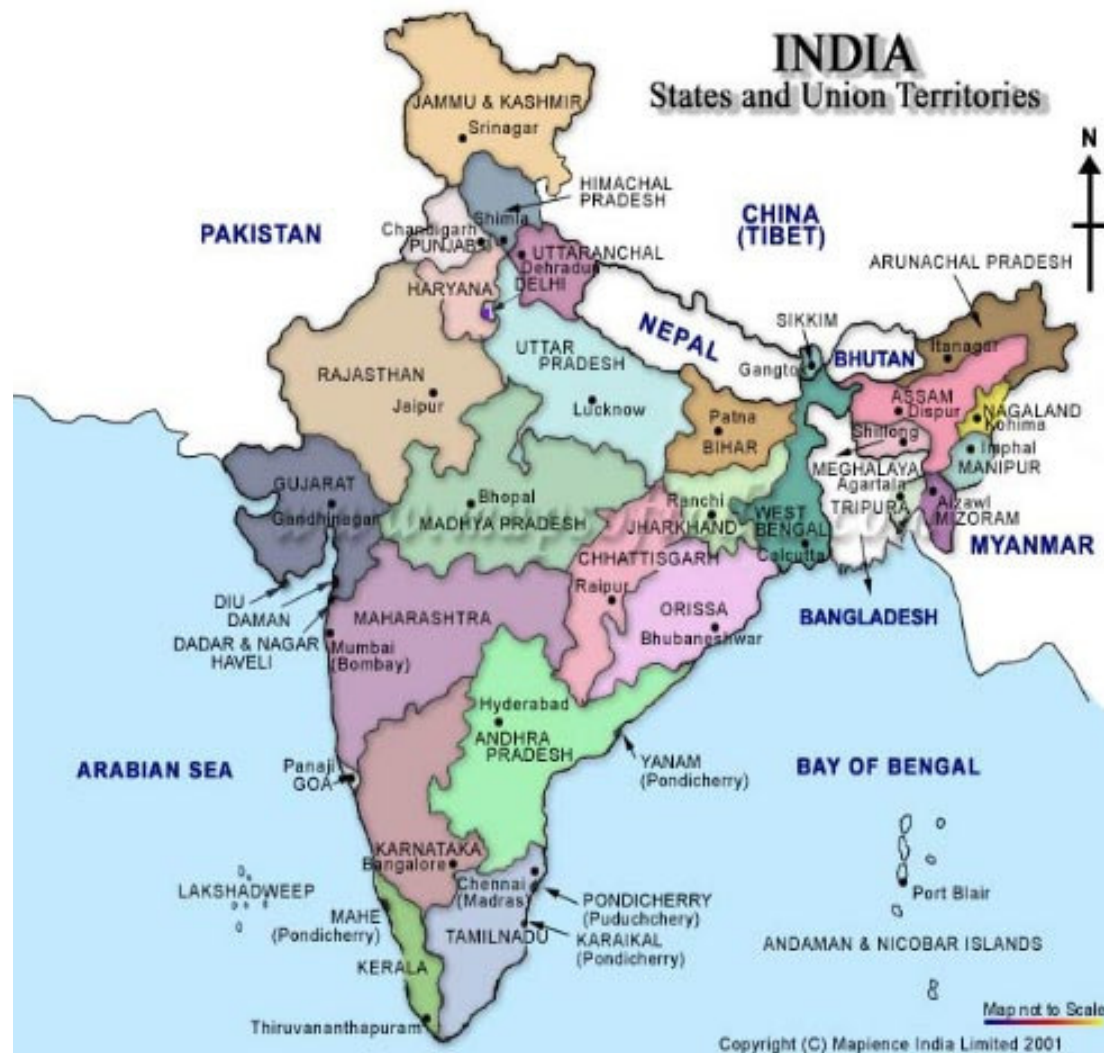 INDIA
States and Union Territories
JAMMU & KASHMIR
Srinagar
N
HIMACHAL
PRADESH
PAKISTAN
CHINA
(TIBET)
Chandigarh
Shimla
PUNJAB
UTTARANCHAL
Dehradun
DELHI
HARYANA
ARUNACHAL PRADESH
SIKKIM
NEPAL
BHUTAN
Itanagar
Gangtok
UTTAR
PRADESH
RAJASTHAN
Jaipur
Lucknow
Patna
BIHAR
ASSAM
Dispur
NAGALAND
Kohima
Shillong
Imphal
MANIPUR
MEGHALAYA
Agartala
TRIPURA
Aizawl
MIZORAM
GUJARAT
Gandhinagar
Bhopal
MADHYA PRADESH
Ranchi
JHARKHAND
WEST
BENGAL
Calcutta
MYANMAR
CHHATTISGARH
Raipur
ORISSA
Bhubaneshwar
BANGLADESH
DIU
DAMAN
DADAR & NAGAR
HAVELI
MAHARASHTRA
Mumbai
(Bombay)
Hyderabad
ANDHRA
PRADESH
YANAM
(Pondicherry)
ARABIAN SEA
BAY OF BENGAL
Panaji
GOA
KARNATAKA
Bangalore
LAKSHADWEEP
Chennai
(Madras)
PONDICHERRY
(Puduchchery)
Port Blair
MAHE
(Pondicherry)
TAMILNADU
KARAIKAL
(Pondicherry)
ANDAMAN & NICOBAR ISLANDS
KERALA
Thiruvananthapuram
Map not to Scale
Copyright (C) Mapience India Limited 2001